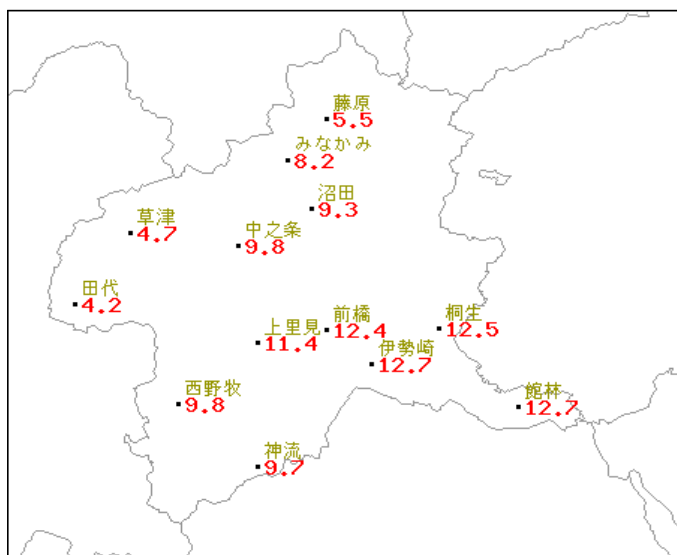 藤原
5.5
みなかみ
8.2
沼田
9.3
草津
4.7
中之条
9.8
田代
4.2
上里見
11.4
前橋
12.4
桐生
12.5
伊勢崎
12.7
西野牧
9.8
館林
12.7
神流
9.7